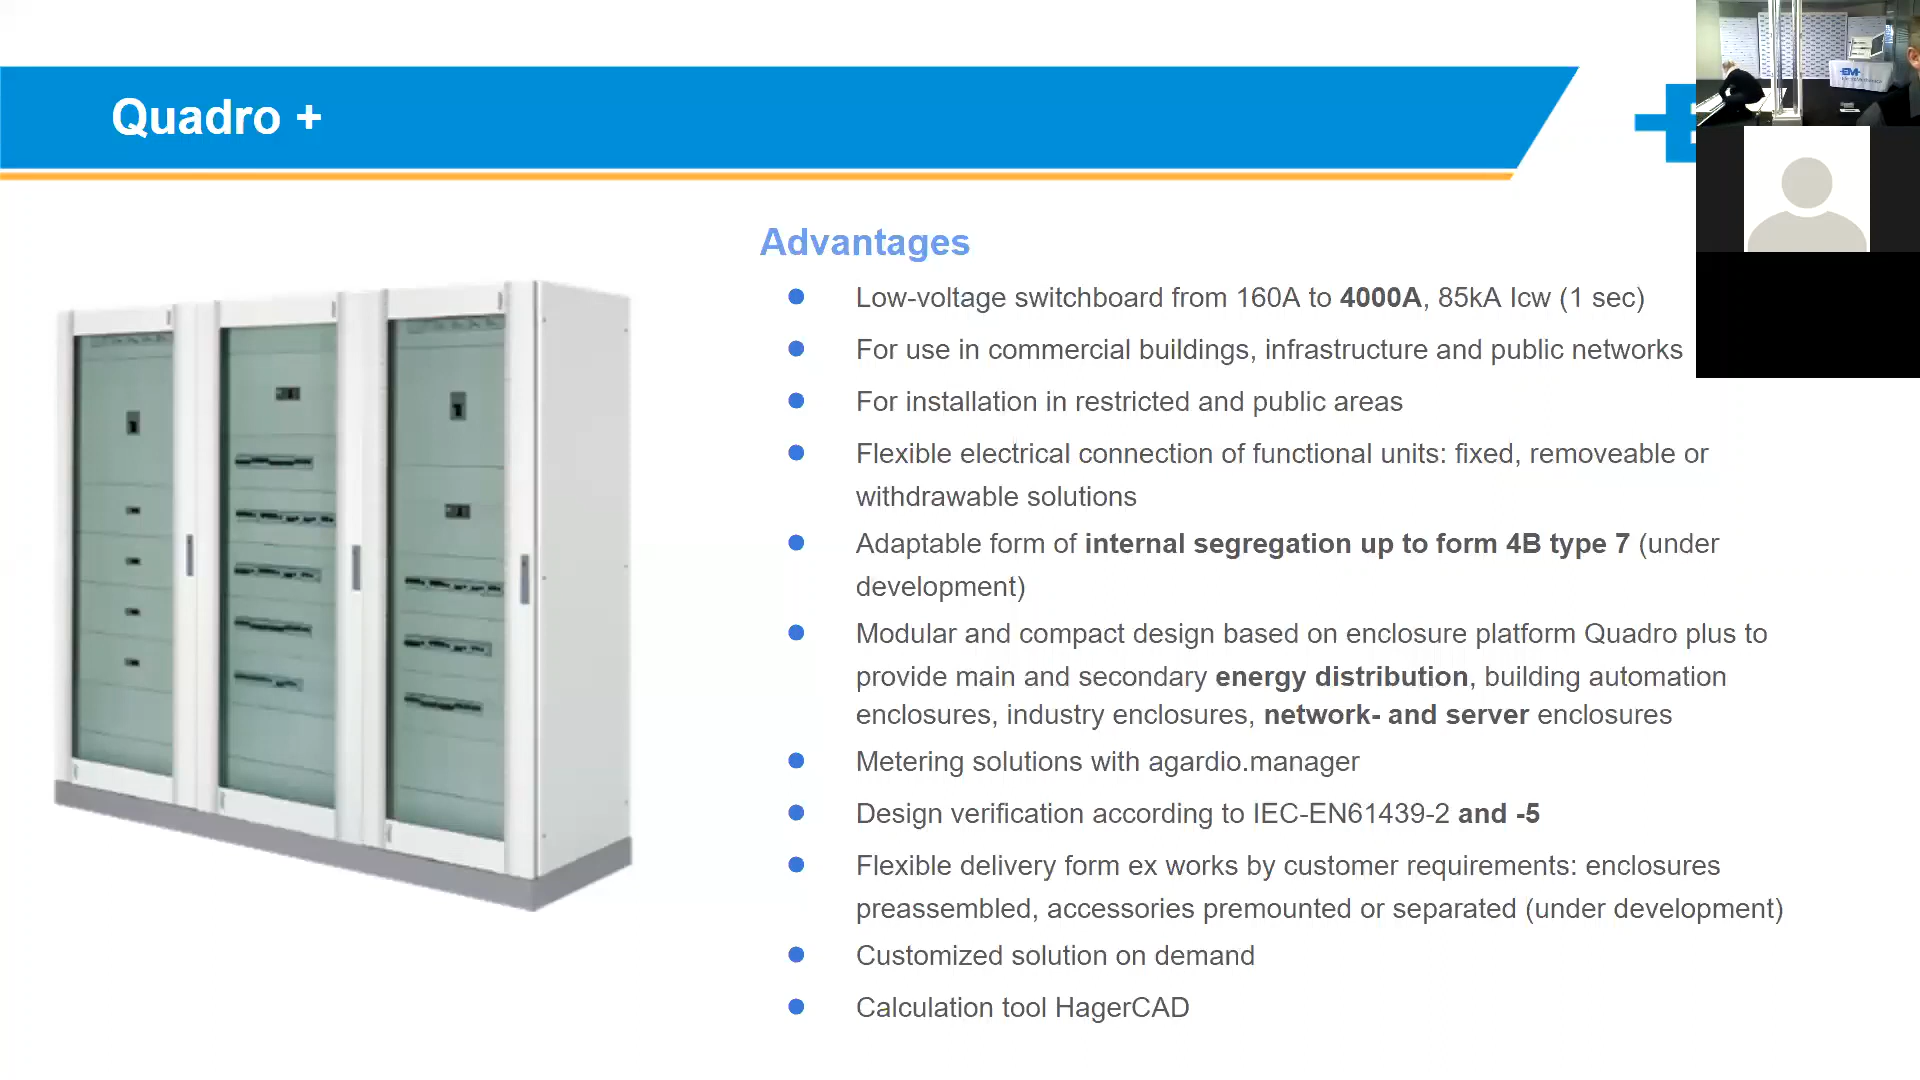 Quadro +
Advantages
Low-voltage switchboard from 160A to 4000A, 85kA Icw (1 sec)
For use in commercial buildings, infrastructure and public networks
For installation in restricted and public areas
Flexible electrical connection of functional units: fixed, removeable or
withdrawable solutions
Adaptable form of internal segregation up to form 4B type 7 (under
development)
Modular and compact design based on enclosure platform Quadro plus to
provide main and secondary energy distribution, building automation
enclosures, industry enclosures, network- and server enclosures
Metering solutions with agardio.manager
Design verification according to IEC-EN61439-2 and -5
Flexible delivery form ex works by customer requirements: enclosures
preassembled, accessories premounted or separated (under development)
Customized solution on demand
Calculation tool HagerCAD
EM